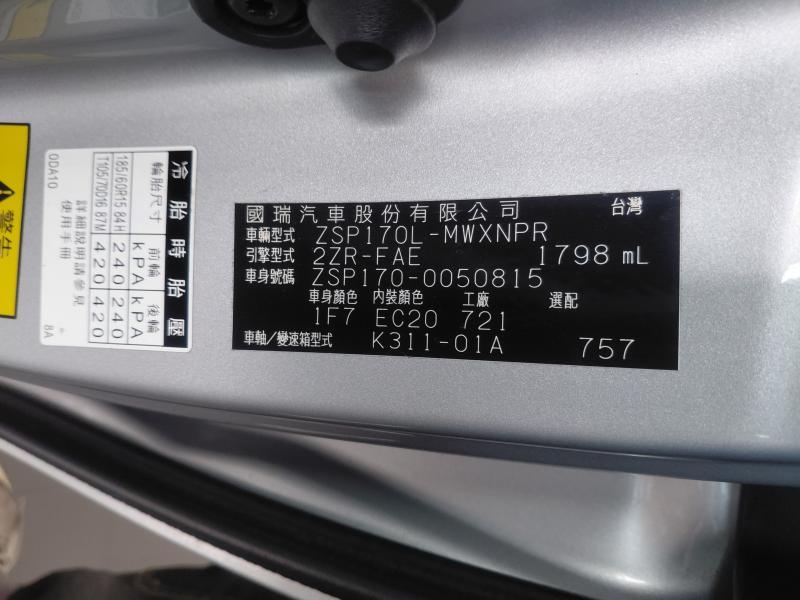 國瑞汽車股份有限公司 台灣
車輛型式 ZSP170L-MWXNPR
引擎型式 2ZR-FAE 1798 mL
車身號碼 ZSP170-0050815
車身顏色 內裝顏色 工廠 選配
1F7 EC20 721
車軸/變速箱型式 K311-01A 757
冷胎時胎壓
輪胎尺寸 前輪 後輪
kPA kPA
185/60R15 84H 240 240
T105/70D16 87M 420 420
詳細說明請參見
使用手冊
0DA10 8A
警告